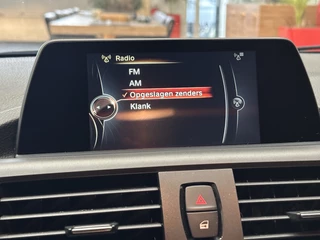 Radio
FM
AM
Opgeslagen zenders
Klank